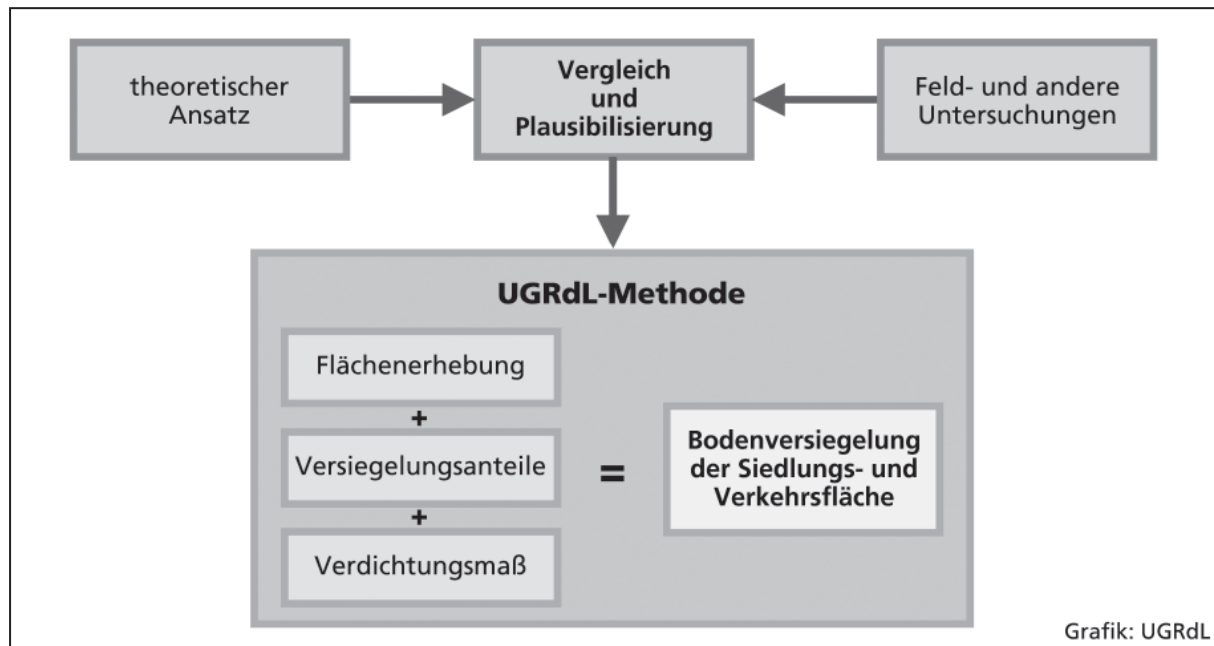 theoretischer
Ansatz
Vergleich
und
Plausibilisierung
Feld- und andere
Untersuchungen
UGRdL-Methode
Flächenerhebung
+
Versiegelungsanteile
+
Verdichtungsmaß
=
Bodenversiegelung
der Siedlungs- und
Verkehrsfläche
Grafik: UGRdL